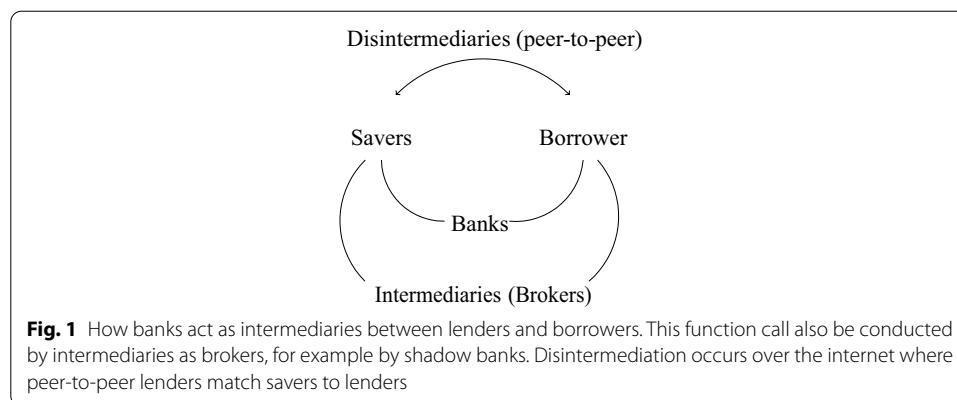 Disintermediaries (peer-to-peer)
Savers Borrower
Banks
Intermediaries (Brokers)
Fig. 1 How banks act as intermediaries between lenders and borrowers. This function call also be conducted
by intermediaries as brokers, for example by shadow banks. Disintermediation occurs over the internet where
peer-to-peer lenders match savers to lenders